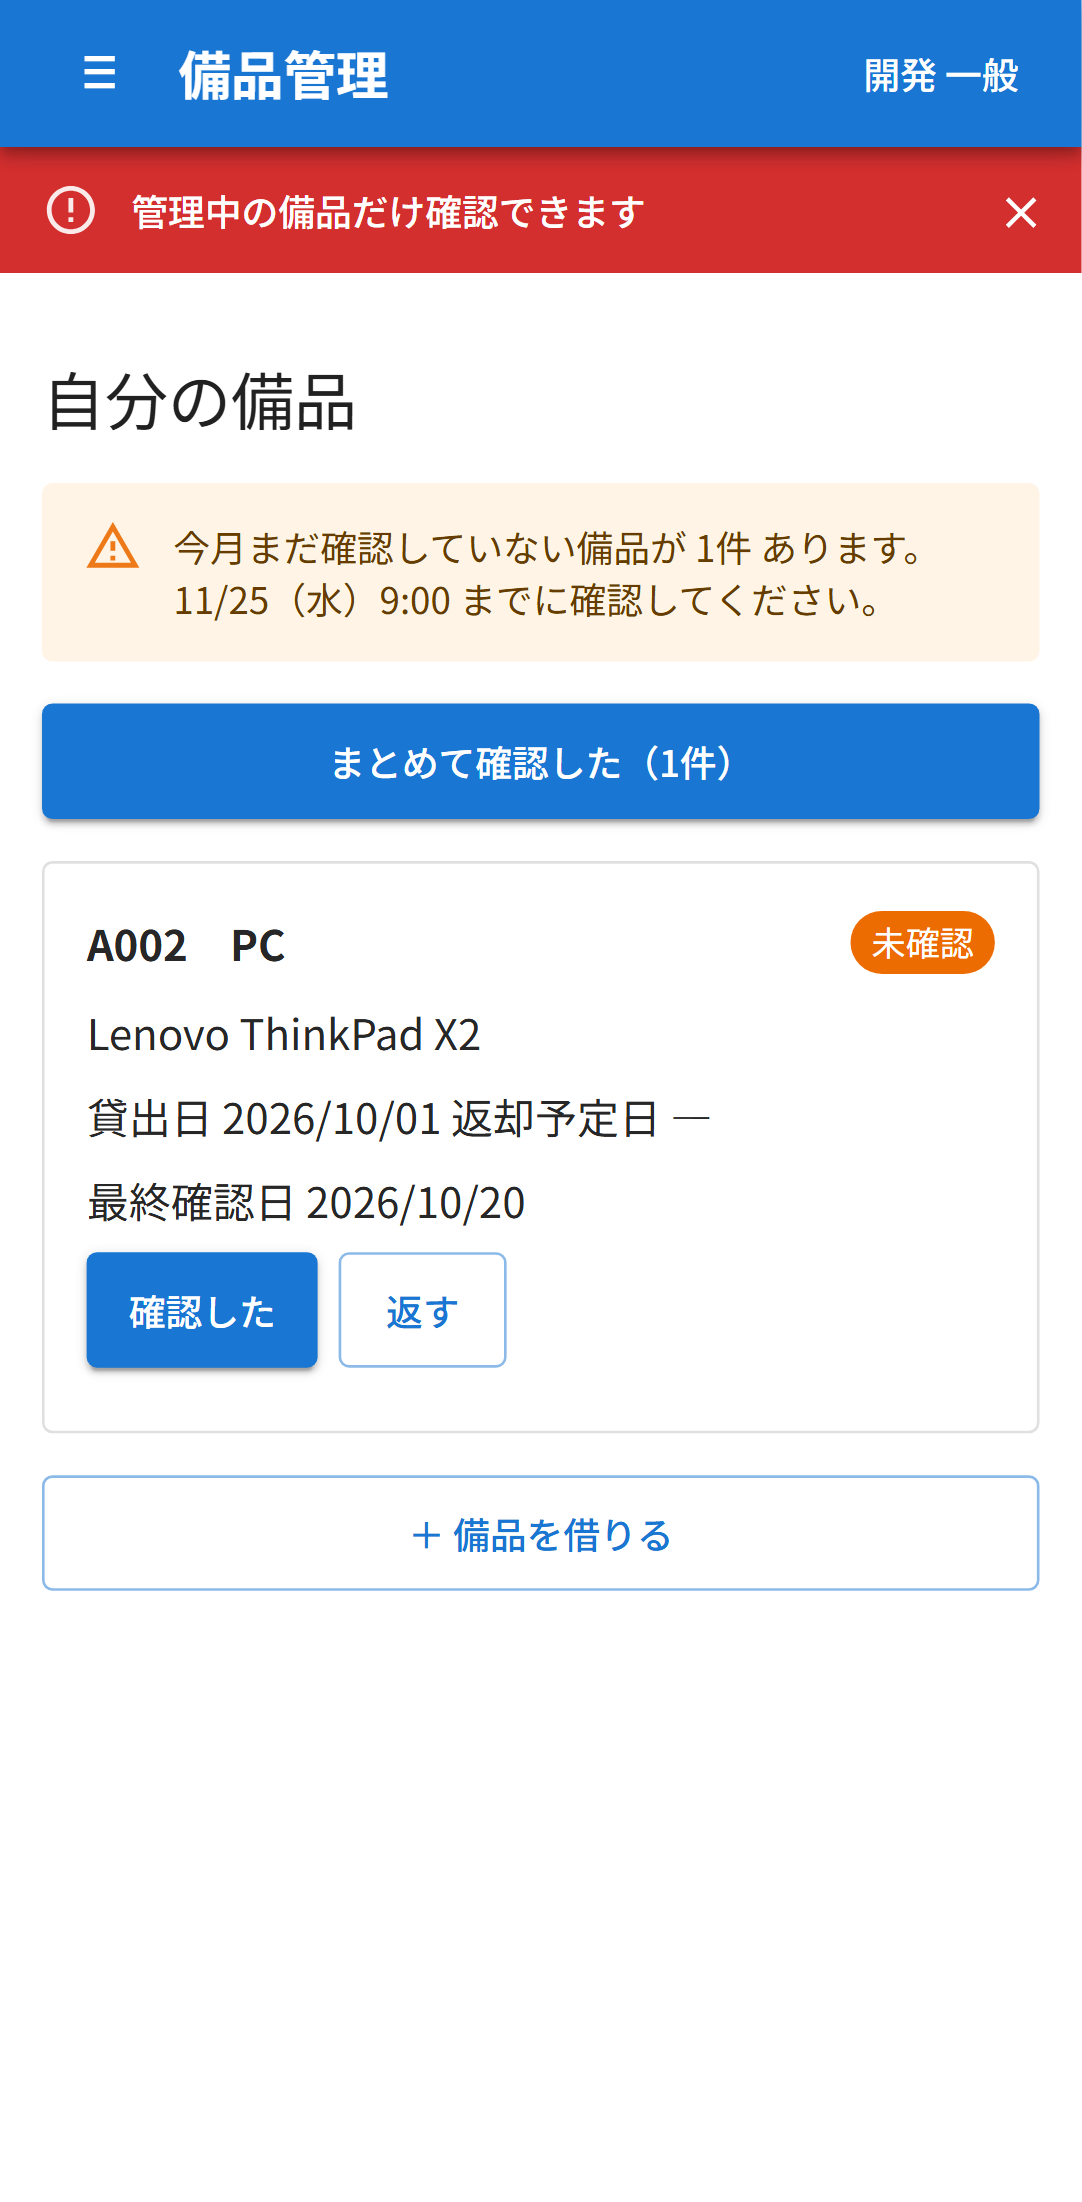 備品管理
開発 一般
管理中の備品だけ確認できます
自分の備品
今月まだ確認していない備品が 1件 あります。
11/25（水）9:00 までに確認してください。
まとめて確認した（1件）
A002　PC
未確認
Lenovo ThinkPad X2
貸出日 2026/10/01 返却予定日 —
最終確認日 2026/10/20
確認した
返す
＋ 備品を借りる